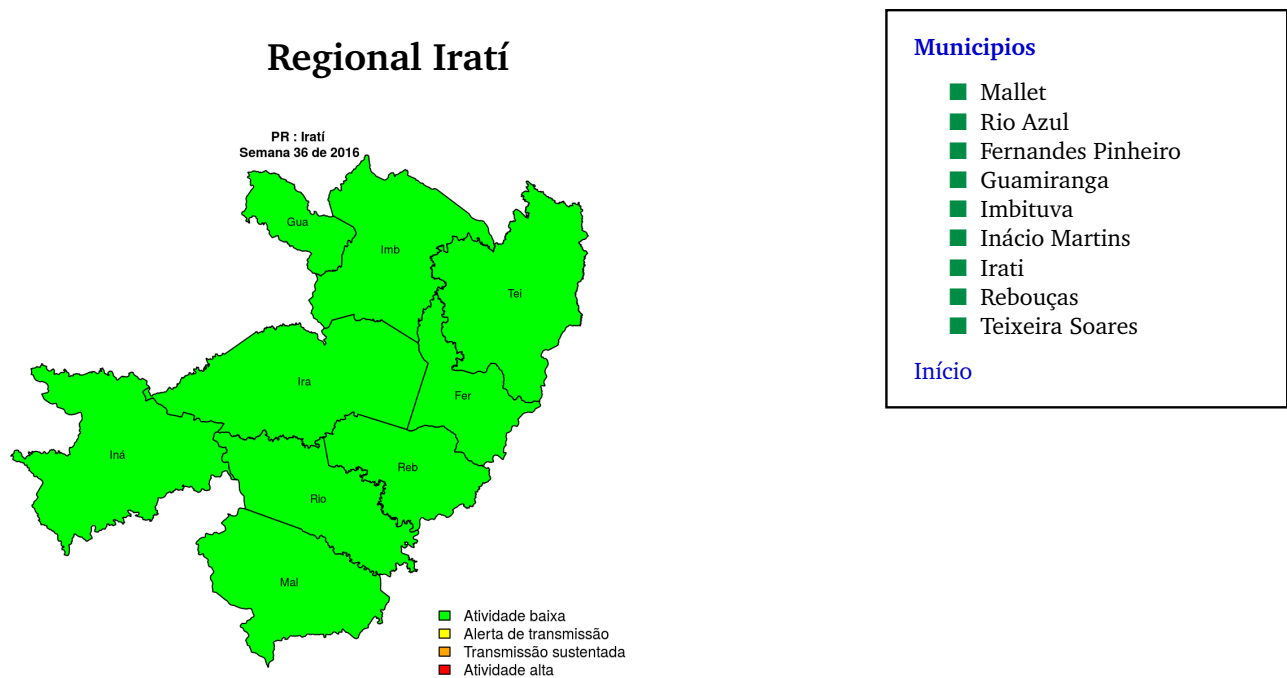 Regional Iratí
PR : Iratí
Semana 36 de 2016
Gua
Imb
Tei
Ira
Fer
Iná
Reb
Rio
Mal
Atividade baixa
Alerta de transmissão
Transmissão sustentada
Atividade alta
Municipios
Mallet
Rio Azul
Fernandes Pinheiro
Guamiranga
Imbituva
Inácio Martins
Irati
Rebouças
Teixeira Soares
Início